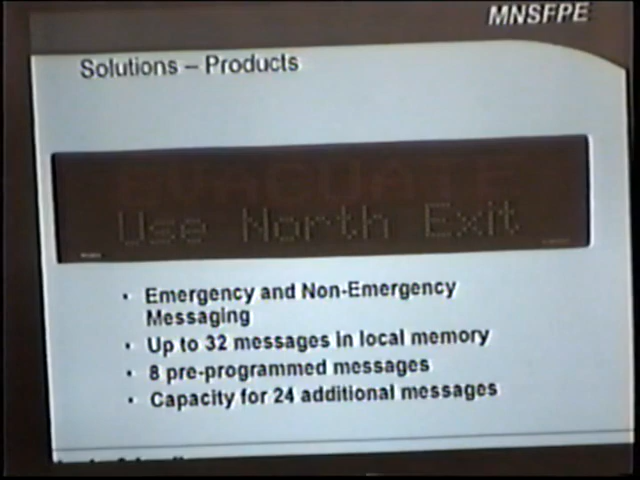 MNSFPE
Solutions – Products
EVACUATE
Use North Exit
• Emergency and Non-Emergency
Messaging
• Up to 32 messages in local memory
• 8 pre-programmed messages
• Capacity for 24 additional messages